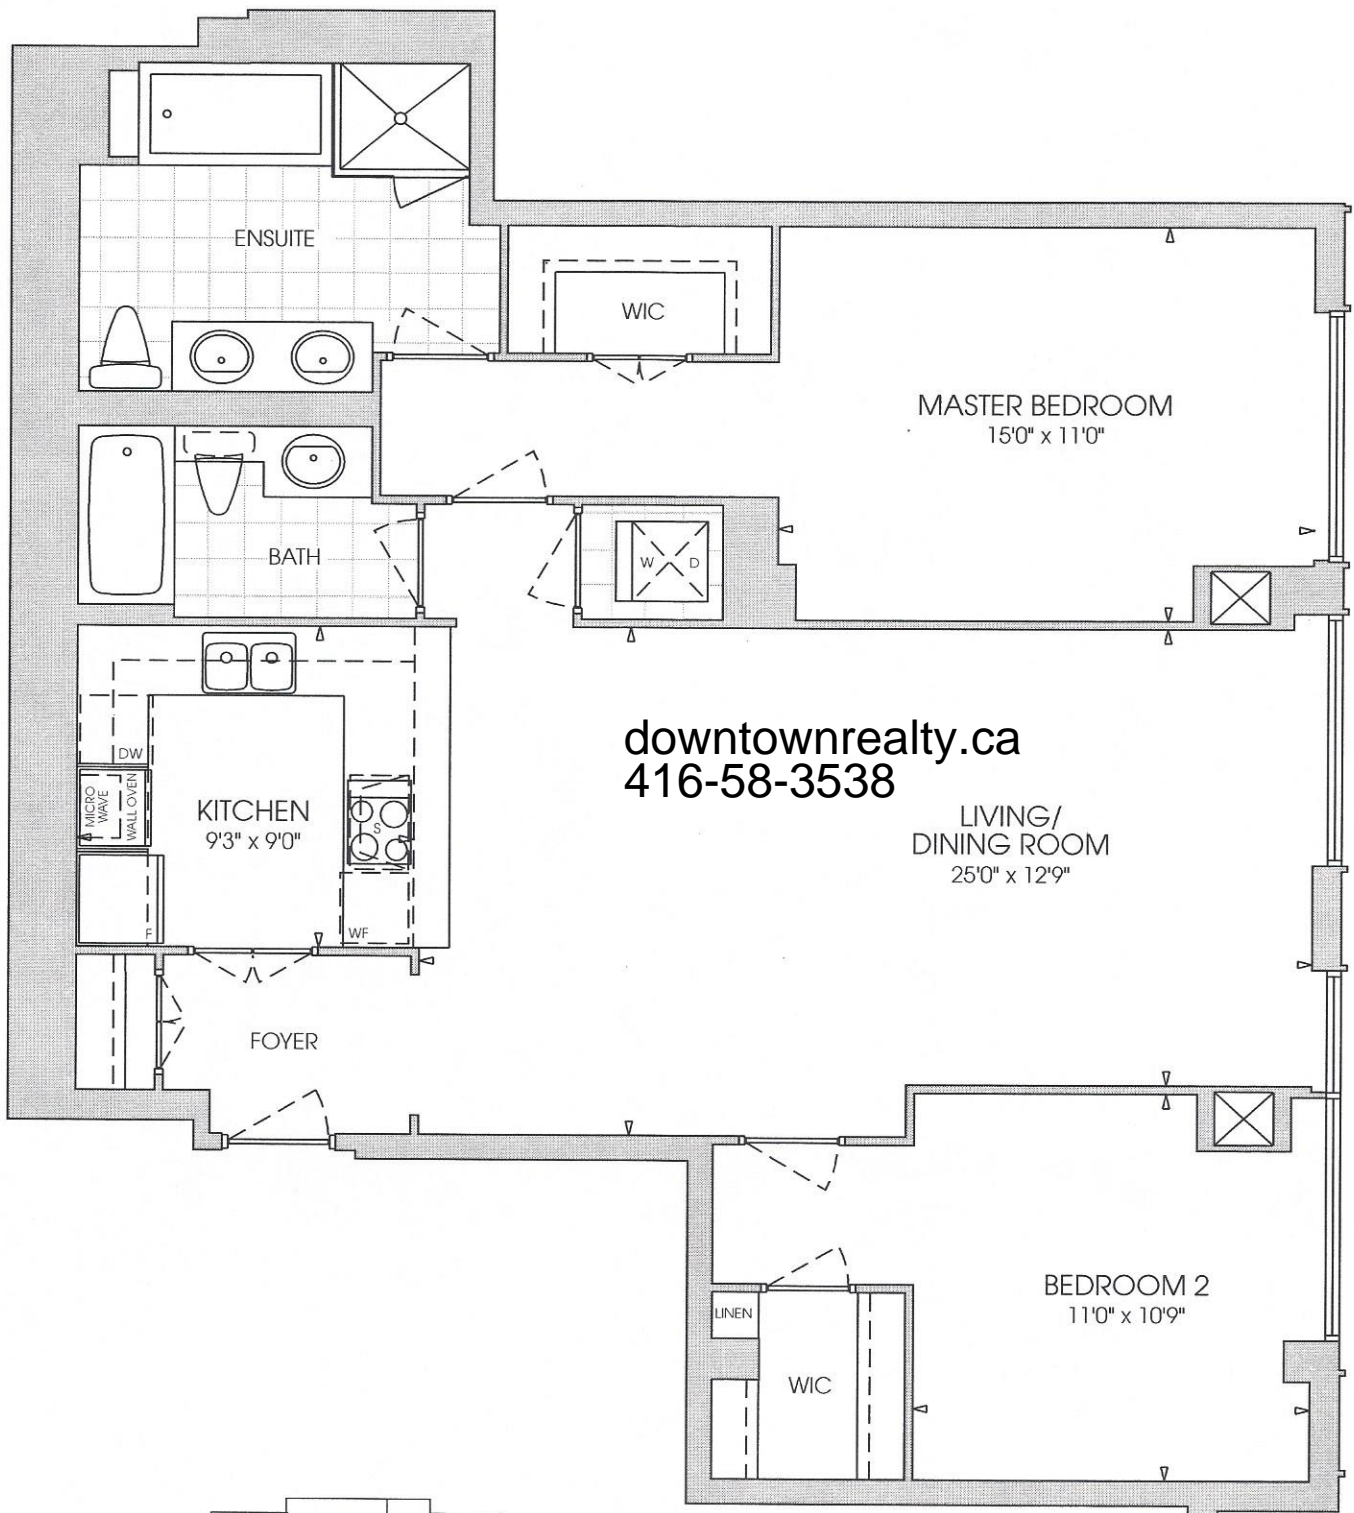 ENSUITE
WIC
MASTER BEDROOM
15'0" x 11'0"
BATH
W D
downtownrealty.ca
416-58-3538
DW
MICRO
WAVE
WALL OVEN
KITCHEN
9'3" x 9'0"
S
LIVING/
DINING ROOM
25'0" x 12'9"
F
WF
FOYER
BEDROOM 2
11'0" x 10'9"
LINEN
WIC